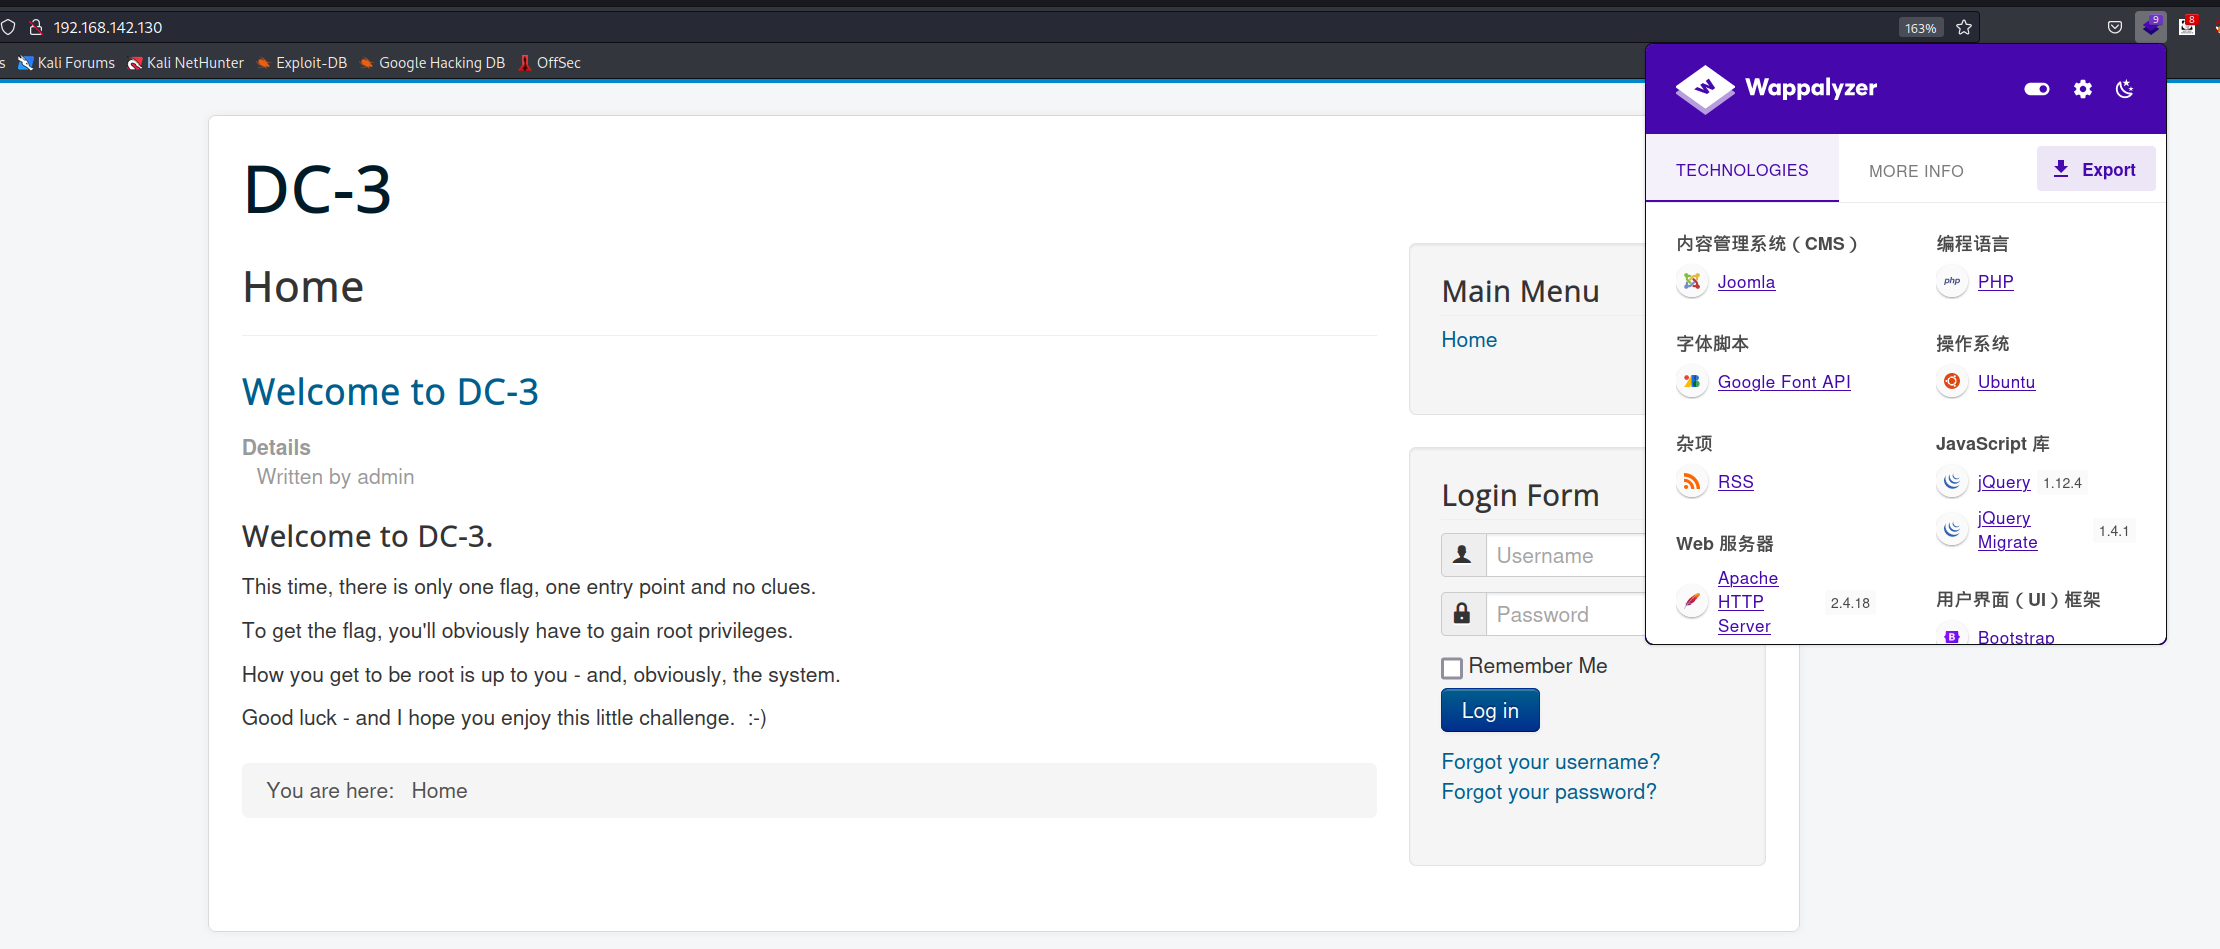 192.168.142.130
163%
9
8
s
Kali Forums
Kali NetHunter
Exploit-DB
Google Hacking DB
OffSec
DC-3
Home
Welcome to DC-3
Details
Written by admin
Welcome to DC-3.
This time, there is only one flag, one entry point and no clues.
To get the flag, you'll obviously have to gain root privileges.
How you get to be root is up to you - and, obviously, the system.
Good luck - and I hope you enjoy this little challenge.  :-)
You are here: Home
Main Menu
Home
Login Form
Username
Password
Remember Me
Log in
Forgot your username?
Forgot your password?
W
Wappalyzer
TECHNOLOGIES
MORE INFO
Export
内容管理系统（CMS）
Joomla
字体脚本
Google Font API
杂项
RSS
Web 服务器
Apache
HTTP
Server
2.4.18
编程语言
php
PHP
操作系统
Ubuntu
JavaScript 库
jQuery
1.12.4
jQuery
Migrate
1.4.1
用户界面（UI）框架
B
Bootstrap